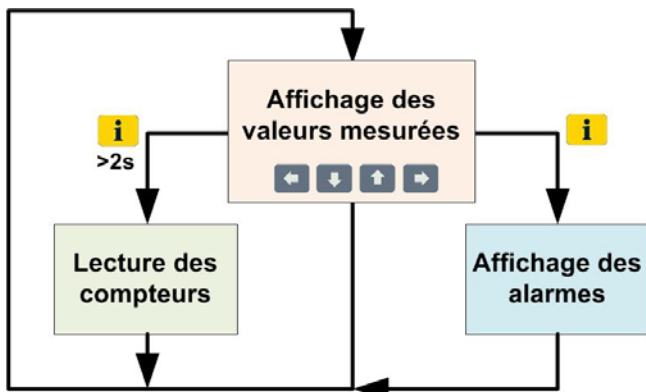 Affichage des
valeurs mesurées
i
>2s
i
Lecture des
compteurs
Affichage des
alarmes